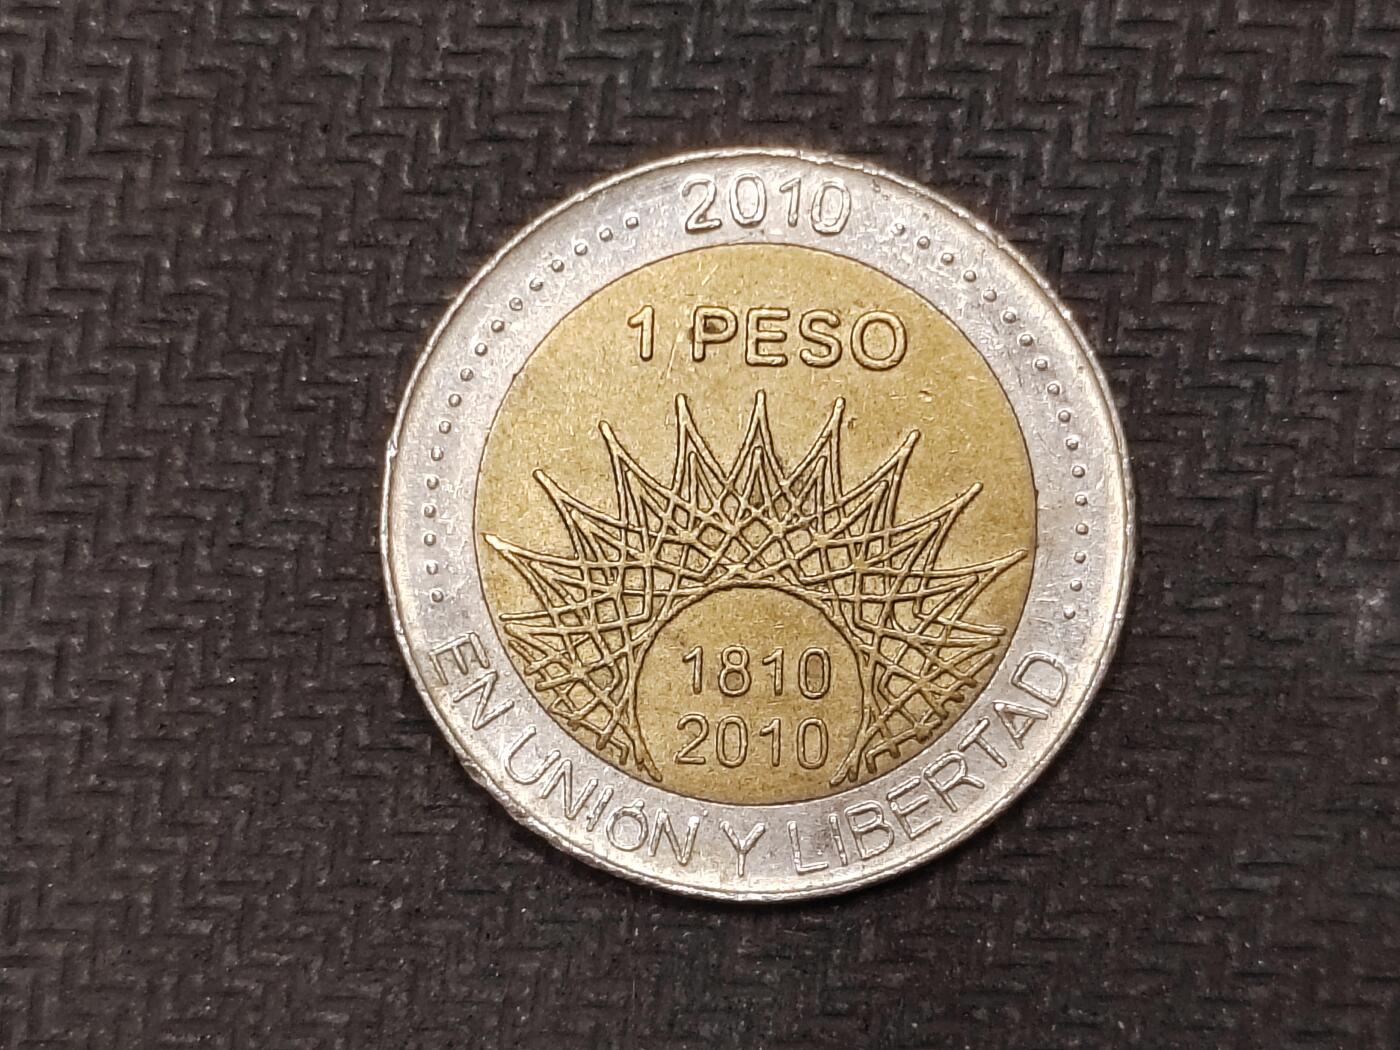 2010
1 PESO
1810
2010
EN UNIóN Y LIBERTAD